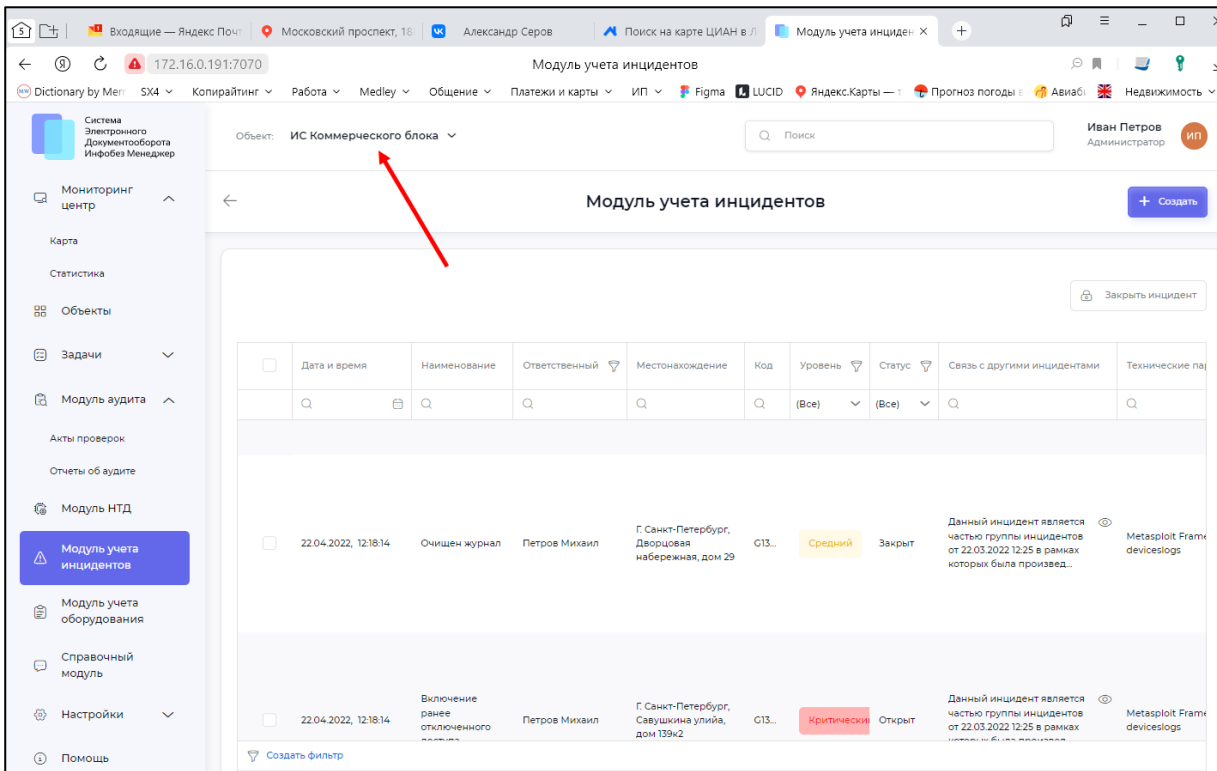 5
Входящие — Яндекс Почт
Московский проспект, 18
Александр Серов
Поиск на карте ЦИАН в Л
Модуль учета инциден
172.16.0.191:7070
Модуль учета инцидентов
Dictionary by Merr
SX4
Копирайтинг
Работа
Medley
Общение
Платежи и карты
ИП
Figma
LUCID
Яндекс.Карты — т
Прогноз погоды в
Авиаб
Недвижимость
Система
Электронного
Документооборота
Инфобез Менеджер
Объект: ИС Коммерческого блока
Поиск
Иван Петров
Администратор
ИП
Мониторинг
центр
Карта
Статистика
Объекты
Задачи
Модуль аудита
Акты проверок
Отчеты об аудите
Модуль НТД
Модуль учета
инцидентов
Модуль учета
оборудования
Справочный
модуль
Настройки
Помощь
Модуль учета инцидентов
+ Создать
Закрыть инцидент
Дата и время
Наименование
Ответственный
Местонахождение
Код
Уровень
Статус
Связь с другими инцидентами
Технические па
(Все)
(Все)
22.04.2022, 12:18:14
Очищен журнал
Петров Михаил
Г. Санкт-Петербург,
Дворцовая
набережная, дом 29
G13...
Средний
Закрыт
Данный инцидент является
частью группы инцидентов
от 22.03.2022 12:25 в рамках
которых была произвед...
Metasploit Frame
deviceslogs
22.04.2022, 12:18:14
Включение
ранее
отключенного
Петров Михаил
Г. Санкт-Петербург,
Савушкина улийа,
дом 139к2
G13...
Критически
Открыт
Данный инцидент является
частью группы инцидентов
от 22.03.2022 12:25 в рамках
Metasploit Frame
deviceslogs
Создать фильтр